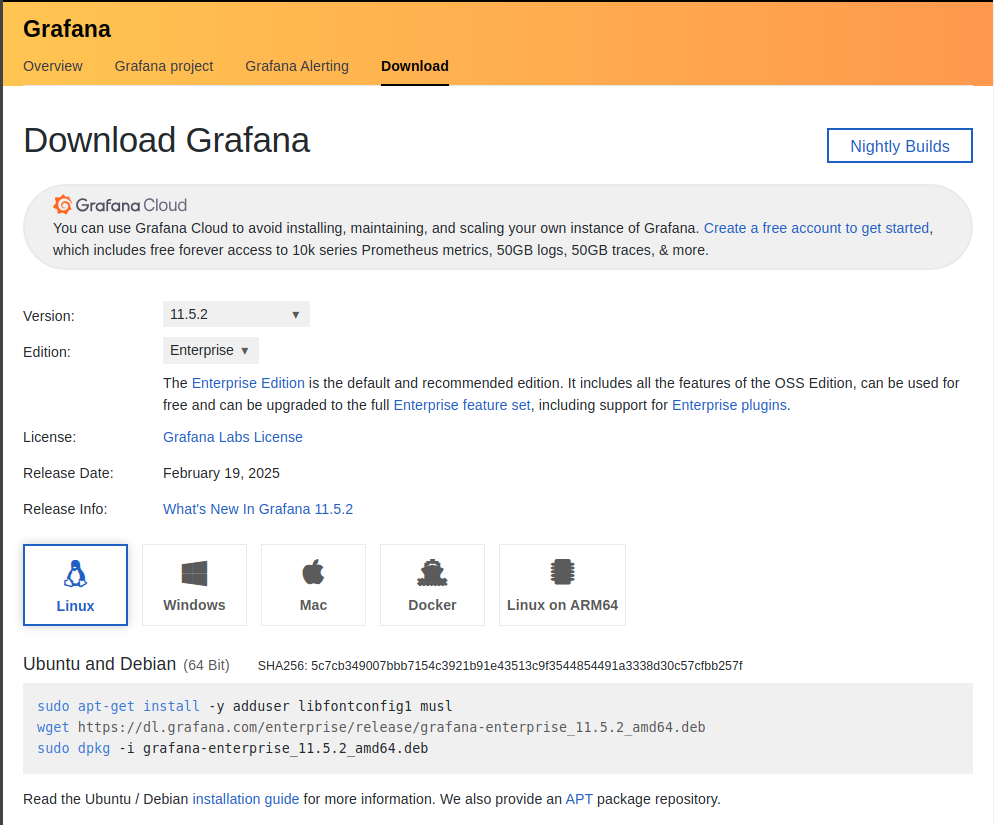 Grafana
Overview Grafana project Grafana Alerting Download
Download Grafana
Nightly Builds
Grafana Cloud
You can use Grafana Cloud to avoid installing, maintaining, and scaling your own instance of Grafana. Create a free account to get started,
which includes free forever access to 10k series Prometheus metrics, 50GB logs, 50GB traces, & more.
Version: 11.5.2 ▼
Edition: Enterprise ▼
The Enterprise Edition is the default and recommended edition. It includes all the features of the OSS Edition, can be used for
free and can be upgraded to the full Enterprise feature set, including support for Enterprise plugins.
License: Grafana Labs License
Release Date: February 19, 2025
Release Info: What's New In Grafana 11.5.2
Linux Windows Mac Docker Linux on ARM64
Ubuntu and Debian (64 Bit) SHA256: 5c7cb349007bbb7154c3921b91e43513c9f3544854491a3338d30c57cfbb257f
sudo apt-get install -y adduser libfontconfig1 musl
wget https://dl.grafana.com/enterprise/release/grafana-enterprise_11.5.2_amd64.deb
sudo dpkg -i grafana-enterprise_11.5.2_amd64.deb
Read the Ubuntu / Debian installation guide for more information. We also provide an APT package repository.